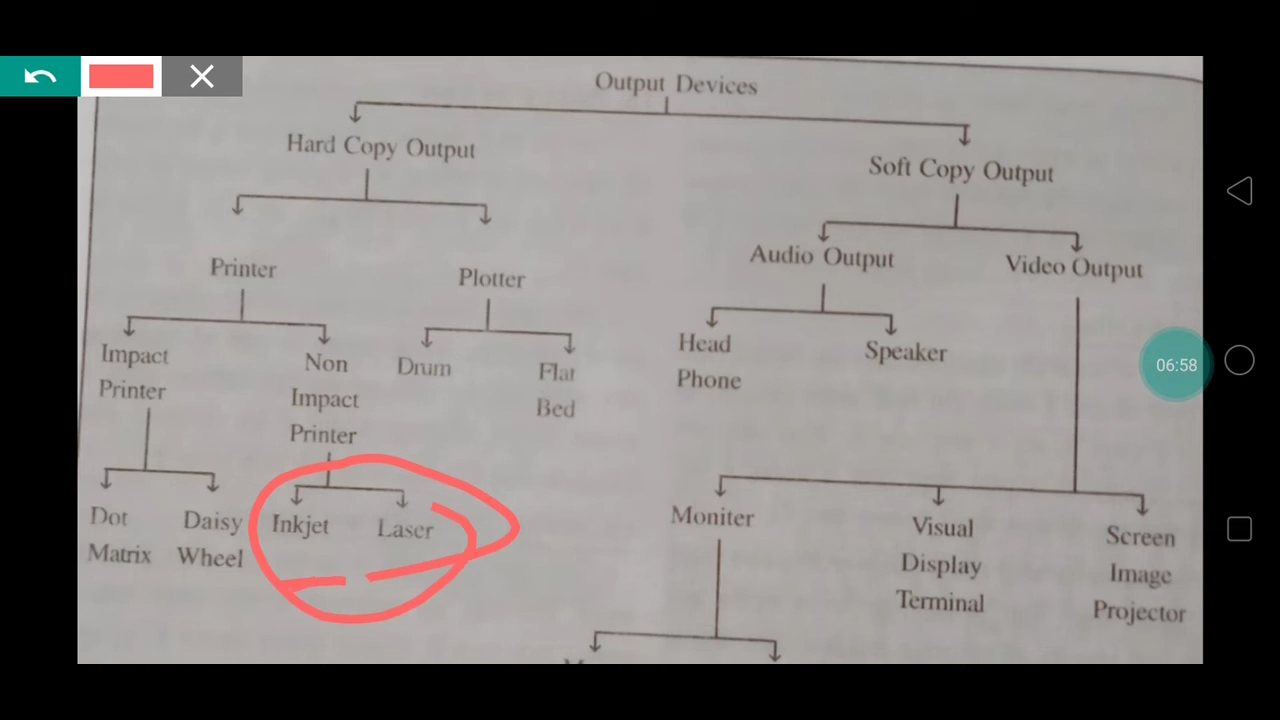 Output Devices
Hard Copy Output
Soft Copy Output
Audio Output
Video Output
Printer
Plotter
Head
Phone
Speaker
Impact
Printer
Non
Impact
Printer
Drum
Flat
Bed
06:58
Dot
Matrix
Daisy
Wheel
Inkjet
Laser
Moniter
Visual
Display
Terminal
Screen
Image
Projector